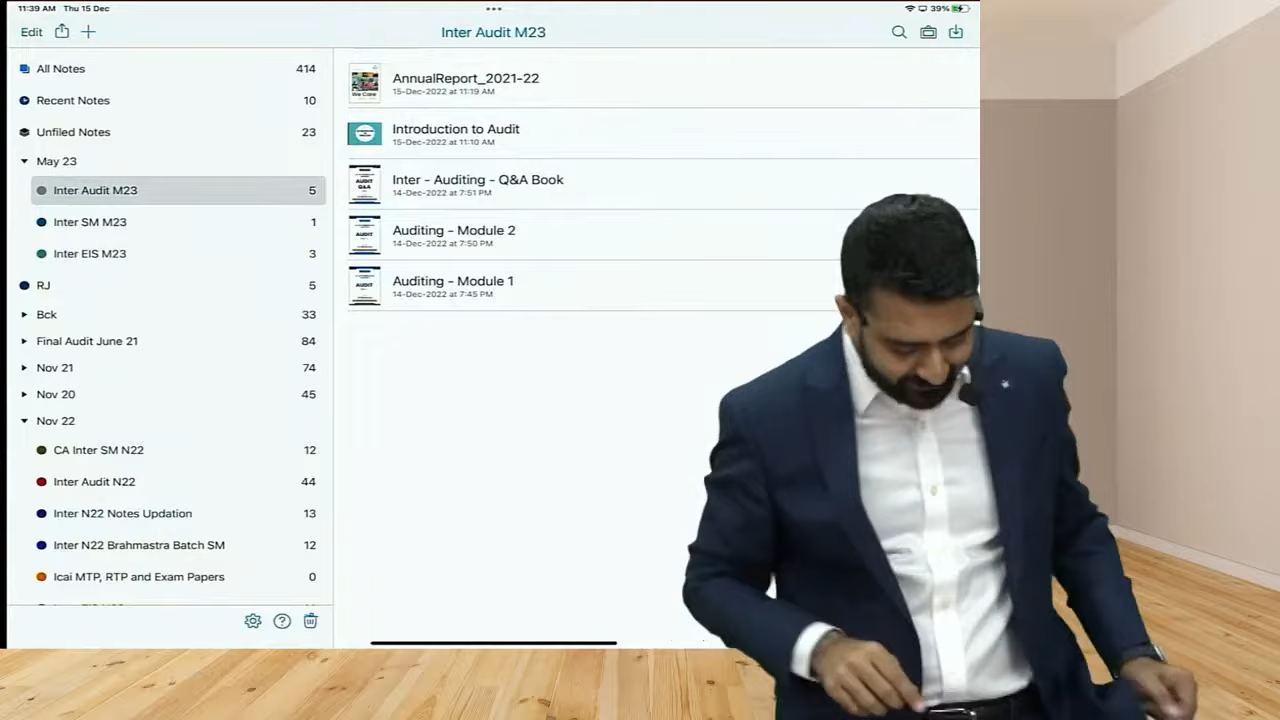 11:39 AM Thu 15 Dec
39%
Edit
Inter Audit M23
All Notes 414
Recent Notes 10
Unfiled Notes 23
May 23
Inter Audit M23 5
Inter SM M23 1
Inter EIS M23 3
RJ 5
Bck 33
Final Audit June 21 84
Nov 21 74
Nov 20 45
Nov 22
CA Inter SM N22 12
Inter Audit N22 44
Inter N22 Notes Updation 13
Inter N22 Brahmastra Batch SM 12
Icai MTP, RTP and Exam Papers 0
We Care
AnnualReport_2021-22
15-Dec-2022 at 11:19 AM
Introduction to Audit
15-Dec-2022 at 11:10 AM
AUDIT
Q&A
Inter - Auditing - Q&A Book
14-Dec-2022 at 7:51 PM
AUDIT
Auditing - Module 2
14-Dec-2022 at 7:50 PM
AUDIT
Auditing - Module 1
14-Dec-2022 at 7:45 PM